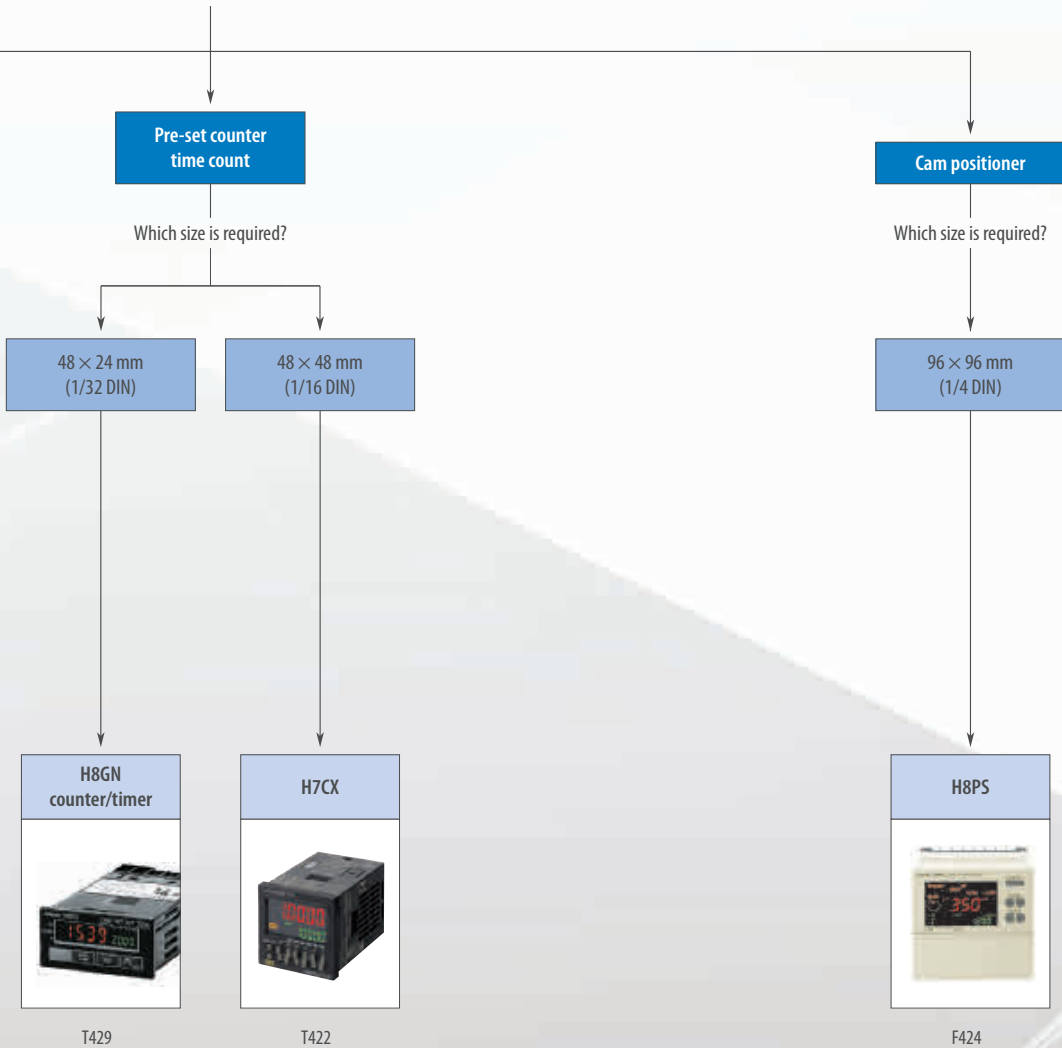 Pre-set counter
time count
Cam positioner
Which size is required?
Which size is required?
48 × 24 mm
(1/32 DIN)
48 × 48 mm
(1/16 DIN)
96 × 96 mm
(1/4 DIN)
H8GN
counter/timer
H7CX
H8PS
1539
350
T429
T422
F424